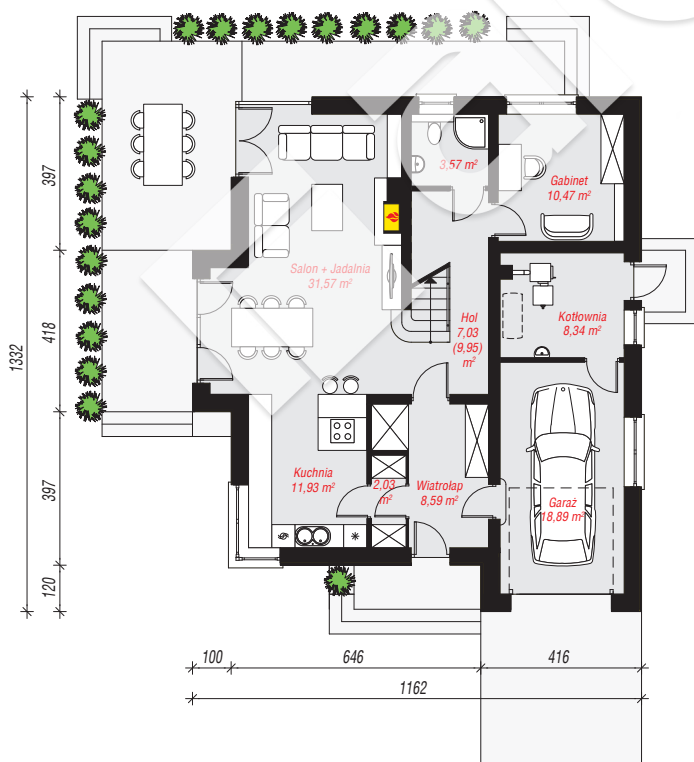 3,57 m²
Gabinet
10,47 m²
Salon + Jadalnia
31,57 m²
Hol
7,03
(9,95)
m²
Kotłownia
8,34 m²
Kuchnia
11,93 m²
2,03
m²
Wiatrołap
8,59 m²
Garaż
18,89 m²
397
418
1332
397
120
100
646
416
1162